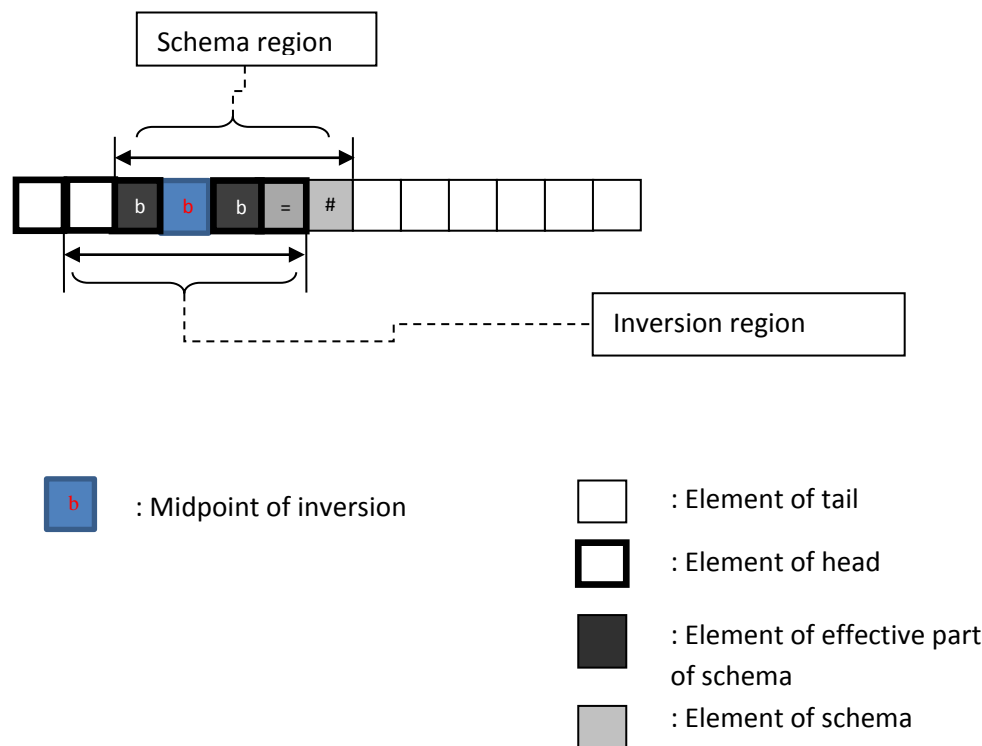 Schema region
b b b = #
Inversion region
b : Midpoint of inversion
: Element of tail
: Element of head
: Element of effective part
of schema
: Element of schema